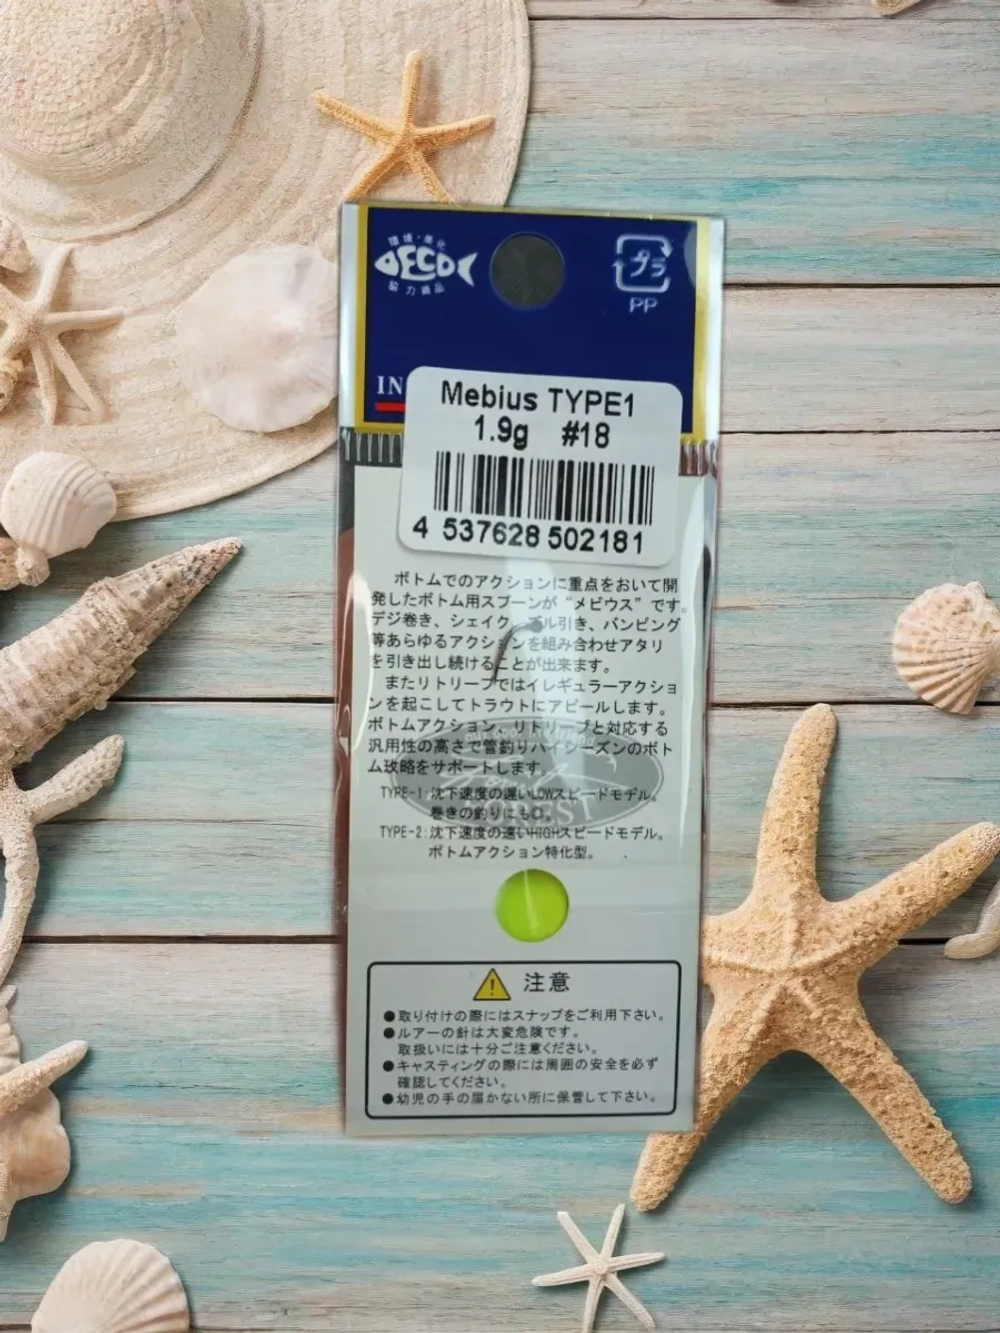 環境・美化
ECO
協力商品
プラ
PP
IN
Mebius TYPE1
1.9g #18
4 537628 502181
ボトムでのアクションに重点をおいて開
発したボトム用スプーンが“メビウス”です。
デジ巻き、シェイク、ズル引き、バンピング
等あらゆるアクションを組み合わせアタリ
を引き出し続けることが出来ます。
またリトリーブではイレギュラーアクショ
ンを起こしてトラウトにアピールします。
ボトムアクション、リトリーブと対応する
汎用性の高さで管釣りハイシーズンのボト
ム攻略をサポートします。
TYPE-1:沈下速度の遅いLOWスピードモデル。
巻きの釣りにも◎。
TYPE-2:沈下速度の速いHIGHスピードモデル。
ボトムアクション特化型。
FOREST
注意
●取り付けの際にはスナップをご利用下さい。
●ルアーの針は大変危険です。
取扱いには十分ご注意ください。
●キャスティングの際には周囲の安全を必ず
確認してください。
●幼児の手の届かない所に保管して下さい。